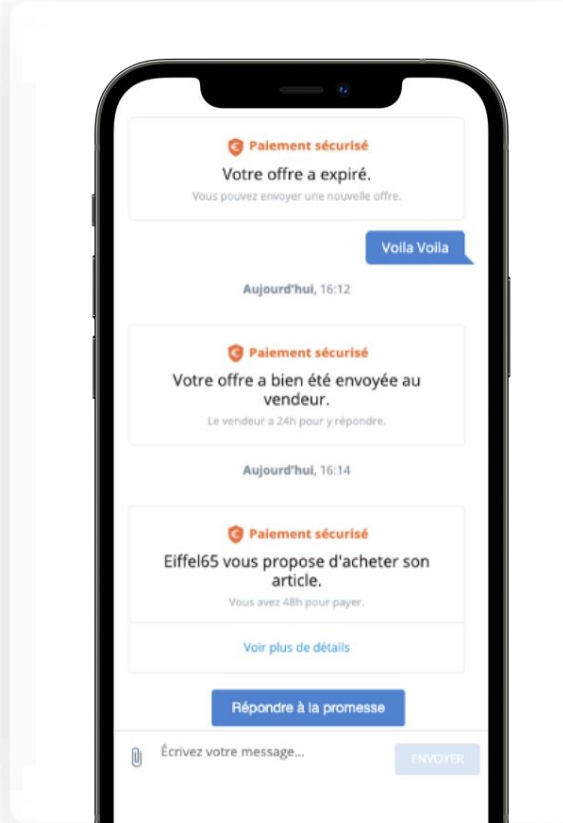 Paiement sécurisé
Votre offre a expiré.
Vous pouvez envoyer une nouvelle offre.
Voila Voila
Aujourd'hui, 16:12
Paiement sécurisé
Votre offre a bien été envoyée au
vendeur.
Le vendeur a 24h pour y répondre.
Aujourd'hui, 16:14
Paiement sécurisé
Eiffel65 vous propose d'acheter son
article.
Vous avez 48h pour payer.
Voir plus de détails
Répondre à la promesse
Écrivez votre message...
ENVOYER